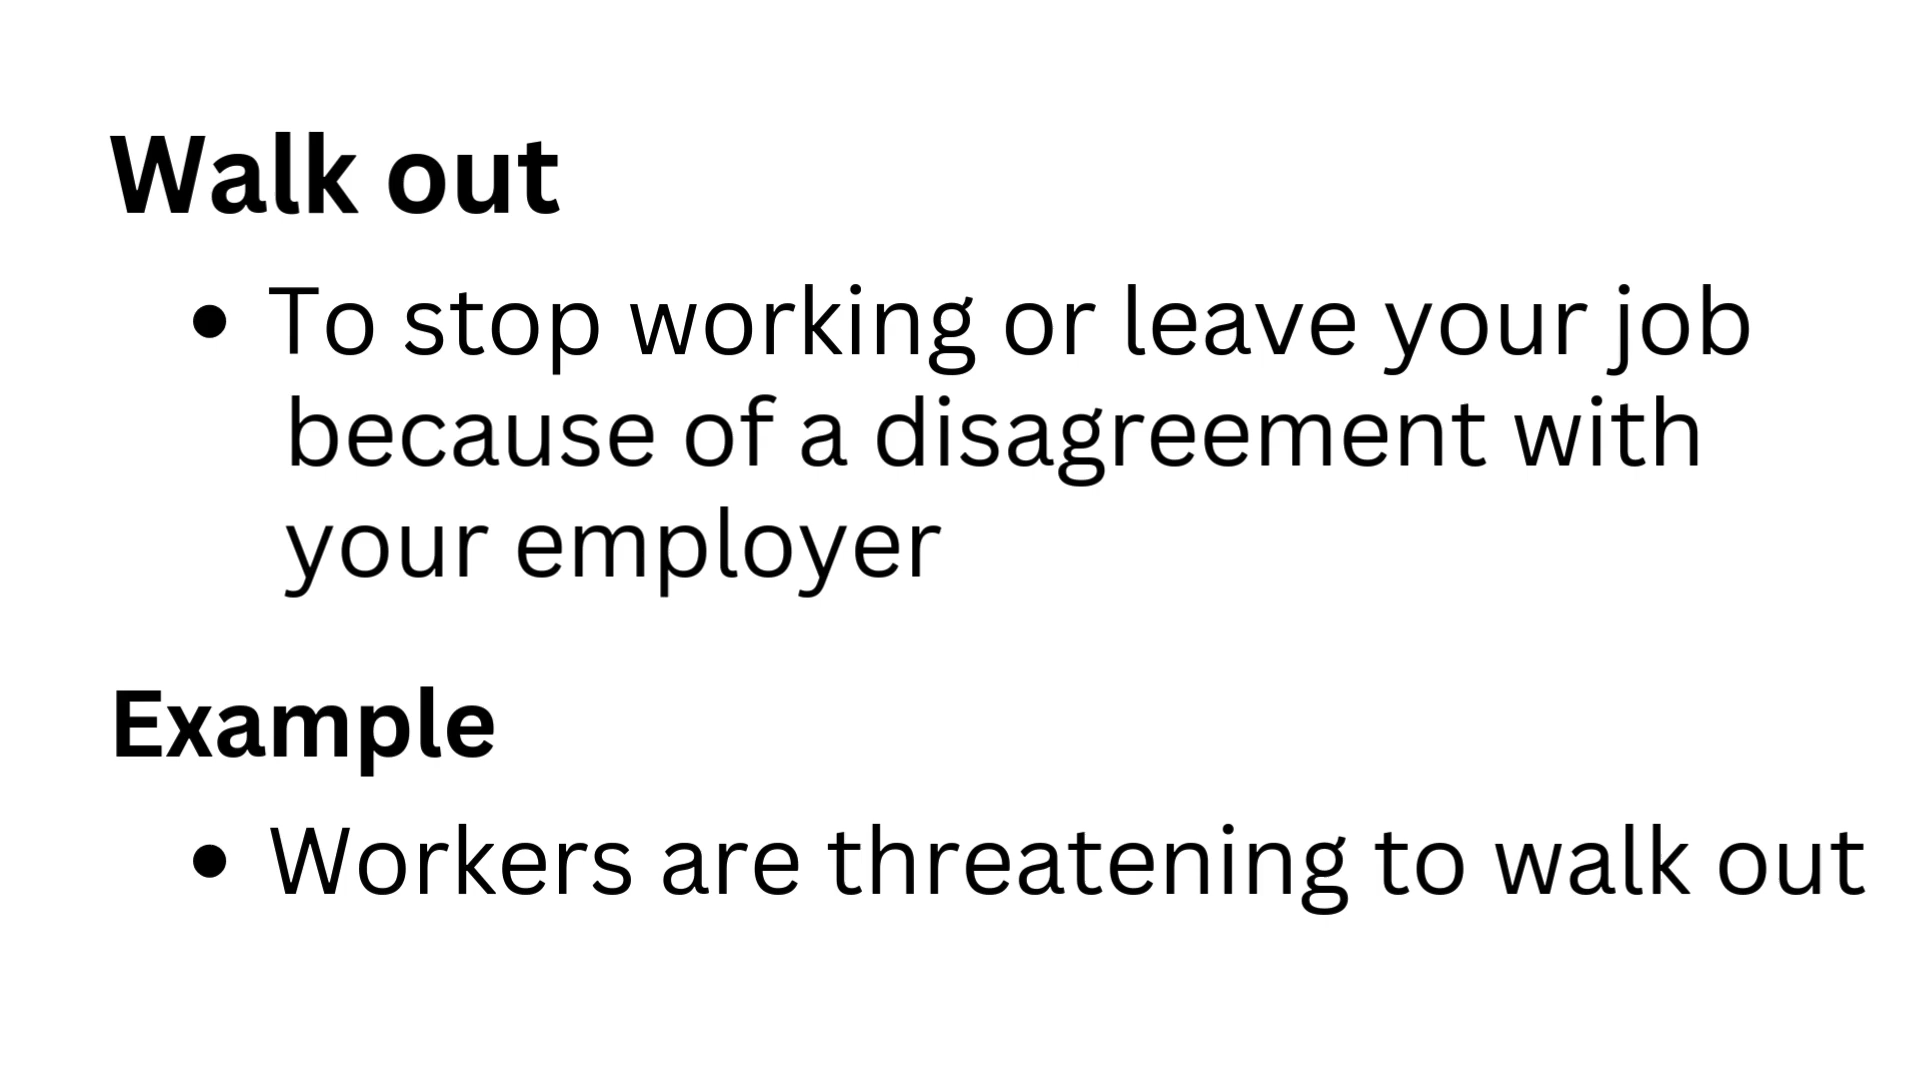 Walk out
• To stop working or leave your job
because of a disagreement with
your employer
Example
• Workers are threatening to walk out